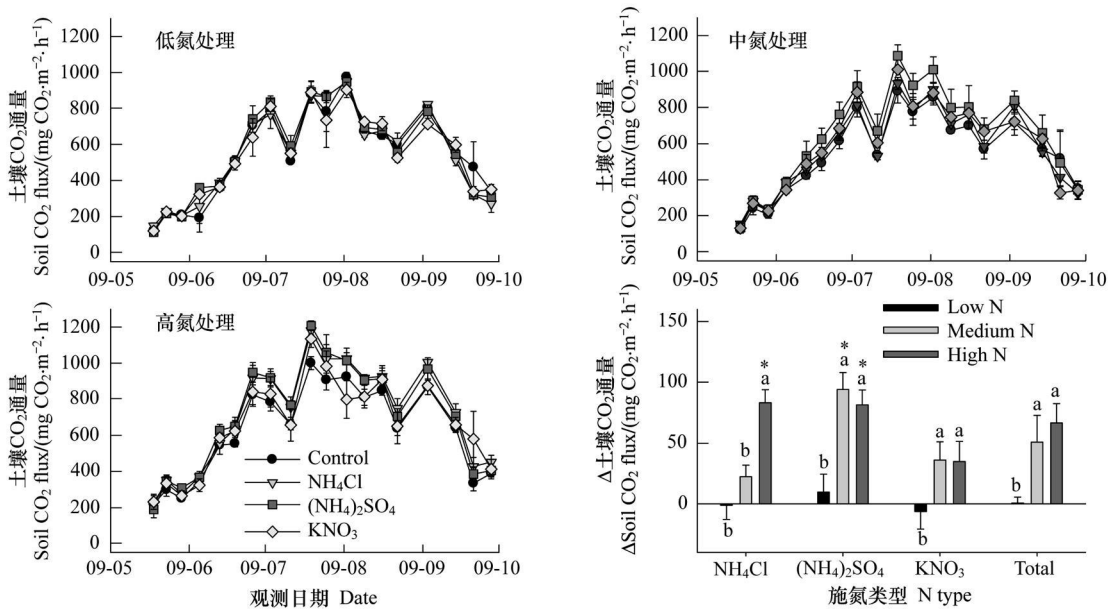 低氮处理
土壤CO₂通量
Soil CO₂ flux/(mg CO₂·m⁻²·h⁻¹)
1200
1000
800
600
400
200
0
09-05
09-06
09-07
09-08
09-09
09-10
中氮处理
土壤CO₂通量
Soil CO₂ flux/(mg CO₂·m⁻²·h⁻¹)
1200
1000
800
600
400
200
0
09-05
09-06
09-07
09-08
09-09
09-10
高氮处理
土壤CO₂通量
Soil CO₂ flux/(mg CO₂·m⁻²·h⁻¹)
1200
1000
800
600
400
200
0
Control
NH₄Cl
(NH₄)₂SO₄
KNO₃
09-05
09-06
09-07
09-08
09-09
09-10
观测日期 Date
Δ土壤CO₂通量
ΔSoil CO₂ flux/(mg CO₂·m⁻²·h⁻¹)
150
100
50
0
Low N
Medium N
High N
b
b
*
a
b
*
a
*
a
b
a
a
b
a
a
NH₄Cl
(NH₄)₂SO₄
KNO₃
Total
施氮类型 N type